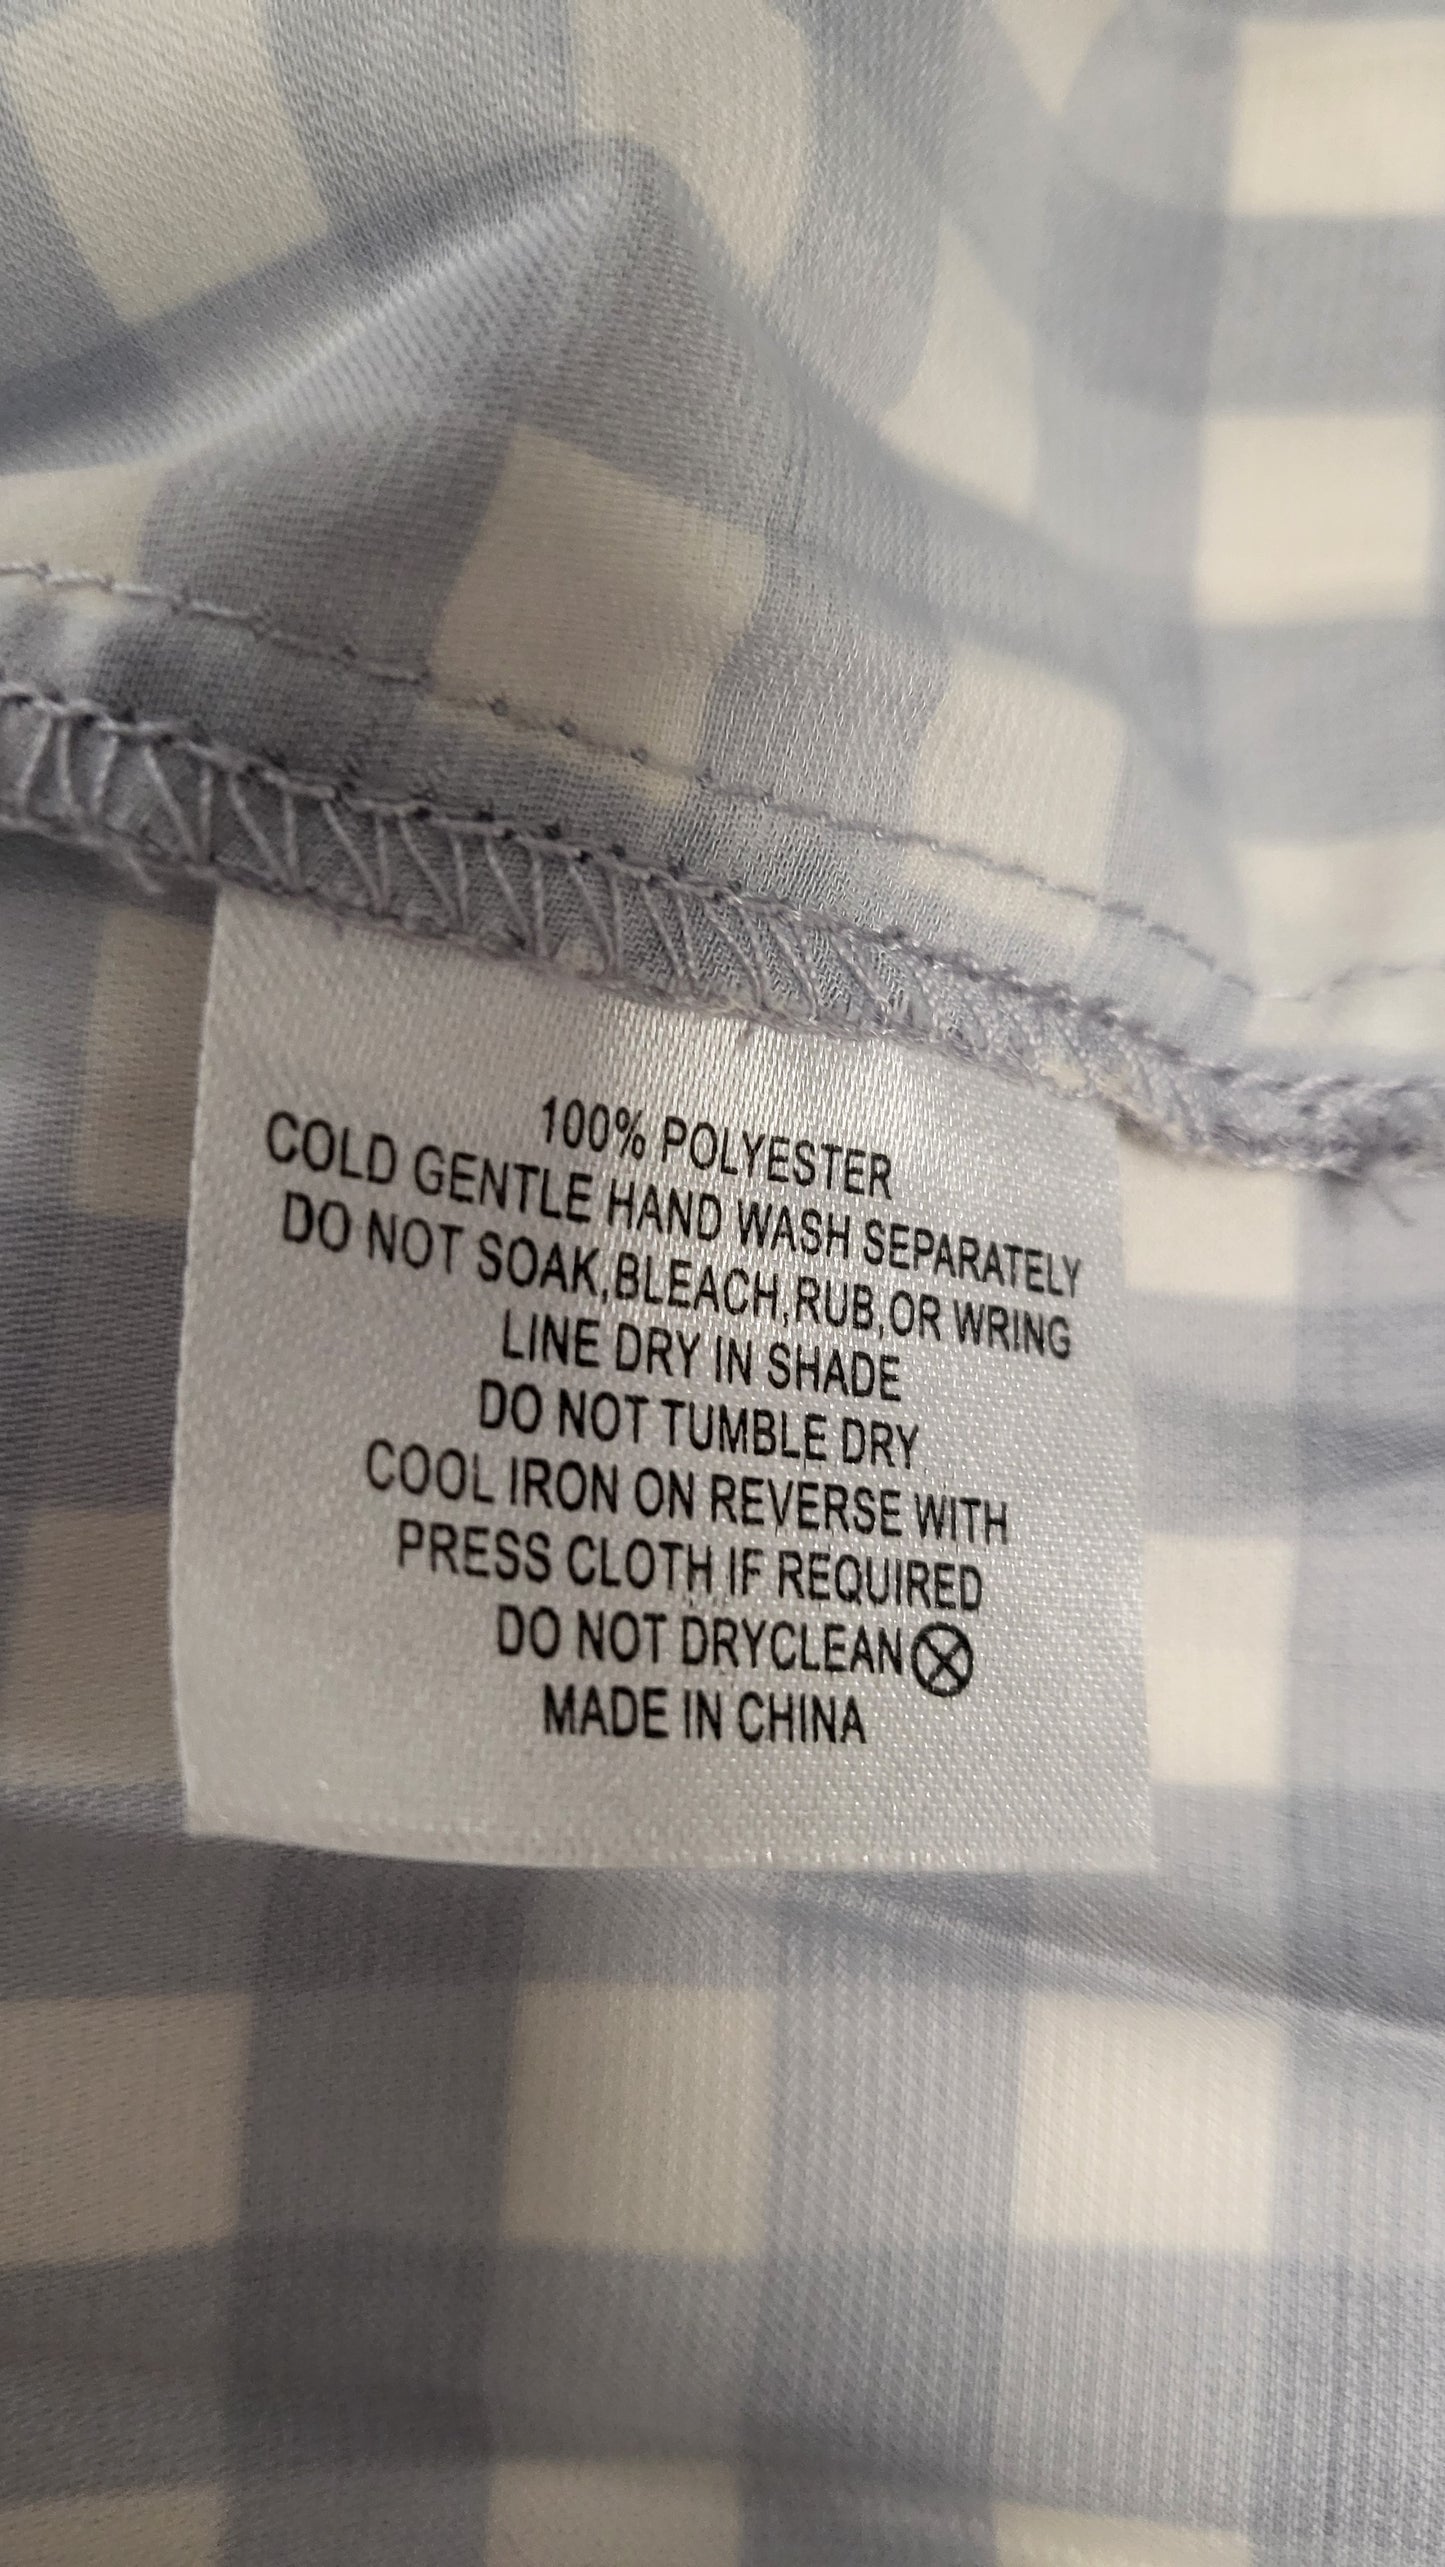 100% POLYESTER
COLD GENTLE HAND WASH SEPARATELY
DO NOT SOAK,BLEACH,RUB,OR WRING
LINE DRY IN SHADE
DO NOT TUMBLE DRY
COOL IRON ON REVERSE WITH
PRESS CLOTH IF REQUIRED
DO NOT DRYCLEAN
MADE IN CHINA